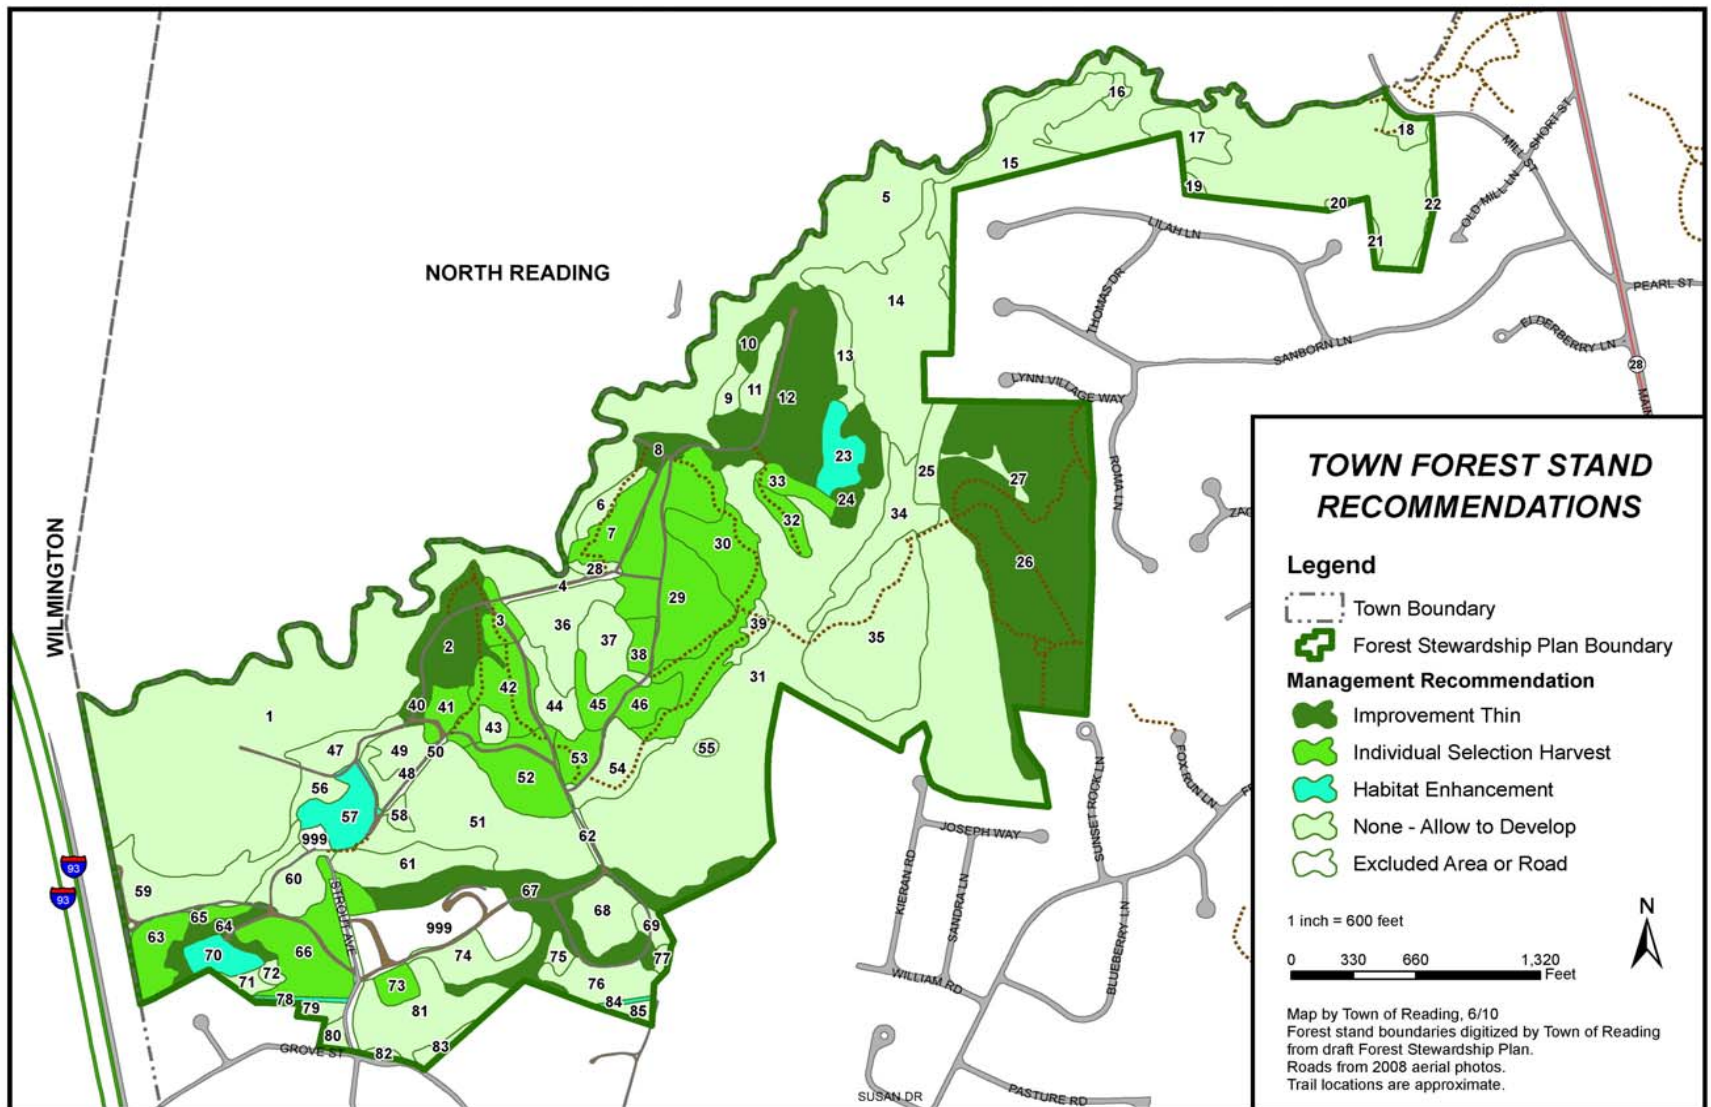 TOWN FOREST STAND
RECOMMENDATIONS
Legend
Town Boundary
Forest Stewardship Plan Boundary
Management Recommendation
Improvement Thin
Individual Selection Harvest
Habitat Enhancement
None - Allow to Develop
Excluded Area or Road
1 inch = 600 feet
N
0 330 660 1,320
Feet
Map by Town of Reading, 6/10
Forest stand boundaries digitized by Town of Reading
from draft Forest Stewardship Plan.
Roads from 2008 aerial photos.
Trail locations are approximate.
NORTH READING
WILMINGTON
93
93
28
MAIN
MILL ST
SHORT ST
OLD MILL LN
PEARL ST
ELDERBERRY LN
SANBORN LN
LILAH LN
THOMAS DR
LYNN VILLAGE WAY
ROMA LN
ZAC
FOX RUN LN
SUNSET ROCK LN
JOSEPH WAY
KIERAN RD
SANDRA LN
BLUEBERRY LN
WILLIAM RD
SUSAN DR
PASTURE RD
GROVE ST
STROUT AVE
1
2
3
4
5
6
7
8
9
10
11
12
13
14
15
16
17
18
19
20
21
22
23
24
25
26
27
28
29
30
31
32
33
34
35
36
37
38
39
40
41
42
43
44
45
46
47
48
49
50
51
52
53
54
55
56
57
58
59
60
61
62
63
64
65
66
67
68
69
70
71
72
73
74
75
76
77
78
79
80
81
82
83
84
85
999
999